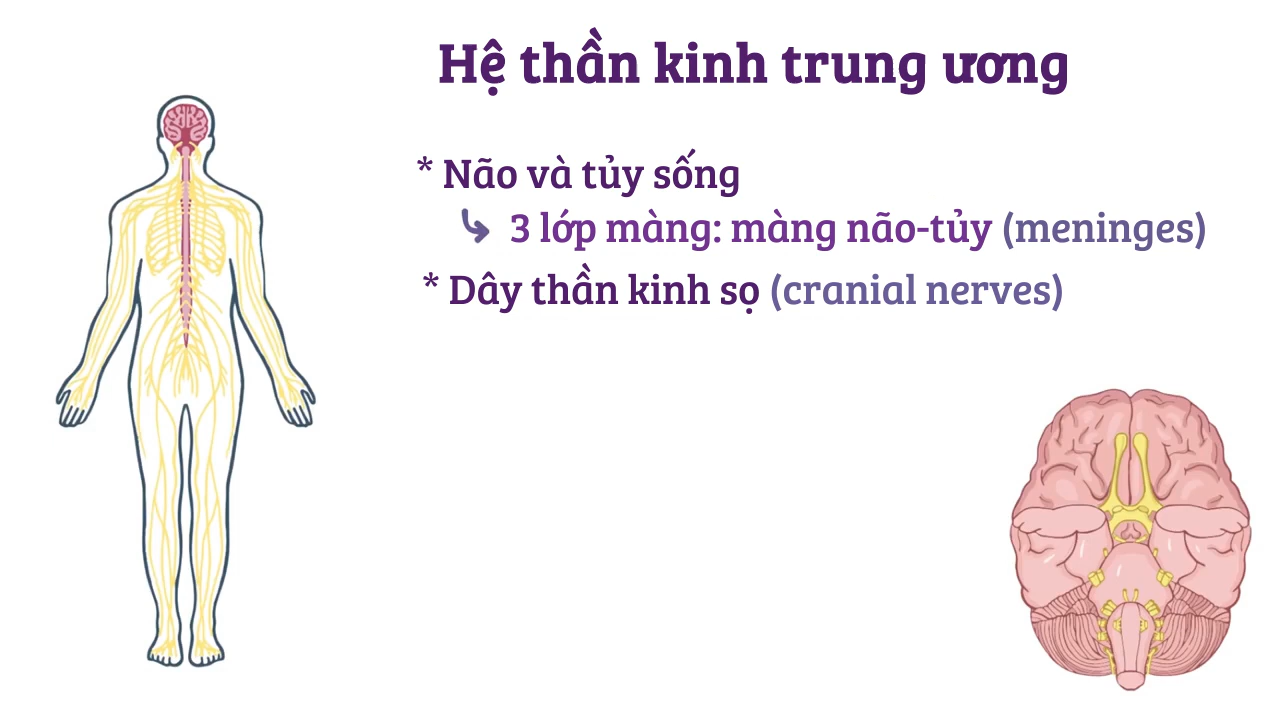 Hệ thần kinh trung ương
* Não và tủy sống
↳ 3 lớp màng: màng não-tủy (meninges)
* Dây thần kinh sọ (cranial nerves)